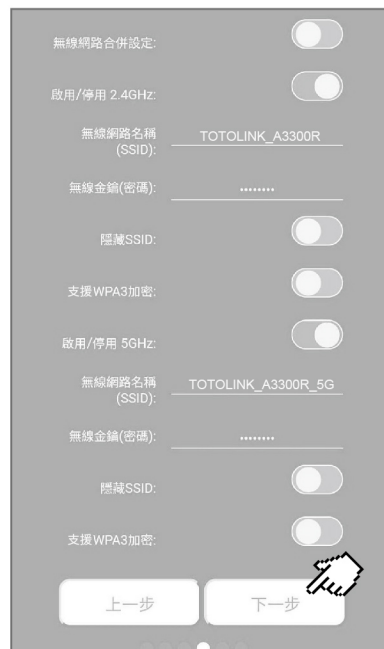 無線網路合併設定:
啟用/停用 2.4GHz:
無線網路名稱
(SSID):
TOTOLINK_A3300R
無線金鑰(密碼):
........
隱藏SSID:
支援WPA3加密:
啟用/停用 5GHz:
無線網路名稱
(SSID):
TOTOLINK_A3300R_5G
無線金鑰(密碼):
........
隱藏SSID:
支援WPA3加密:
上一步
下一步